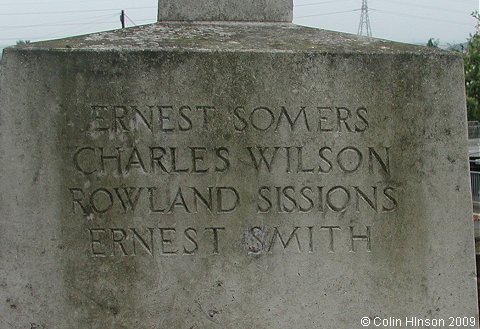 ERNEST SOMERS
CHARLES WILSON
ROWLAND SISSIONS
ERNEST SMITH
©Colin Hinson 2009